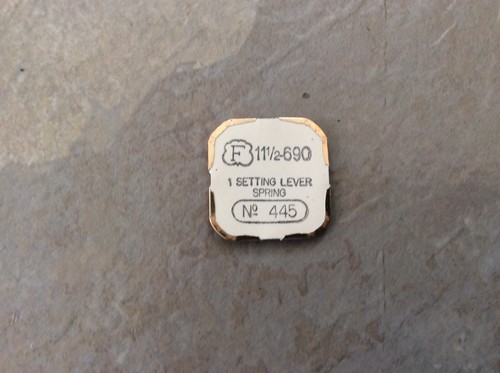 F 11½-690
1 SETTING LEVER
SPRING
Nº 445